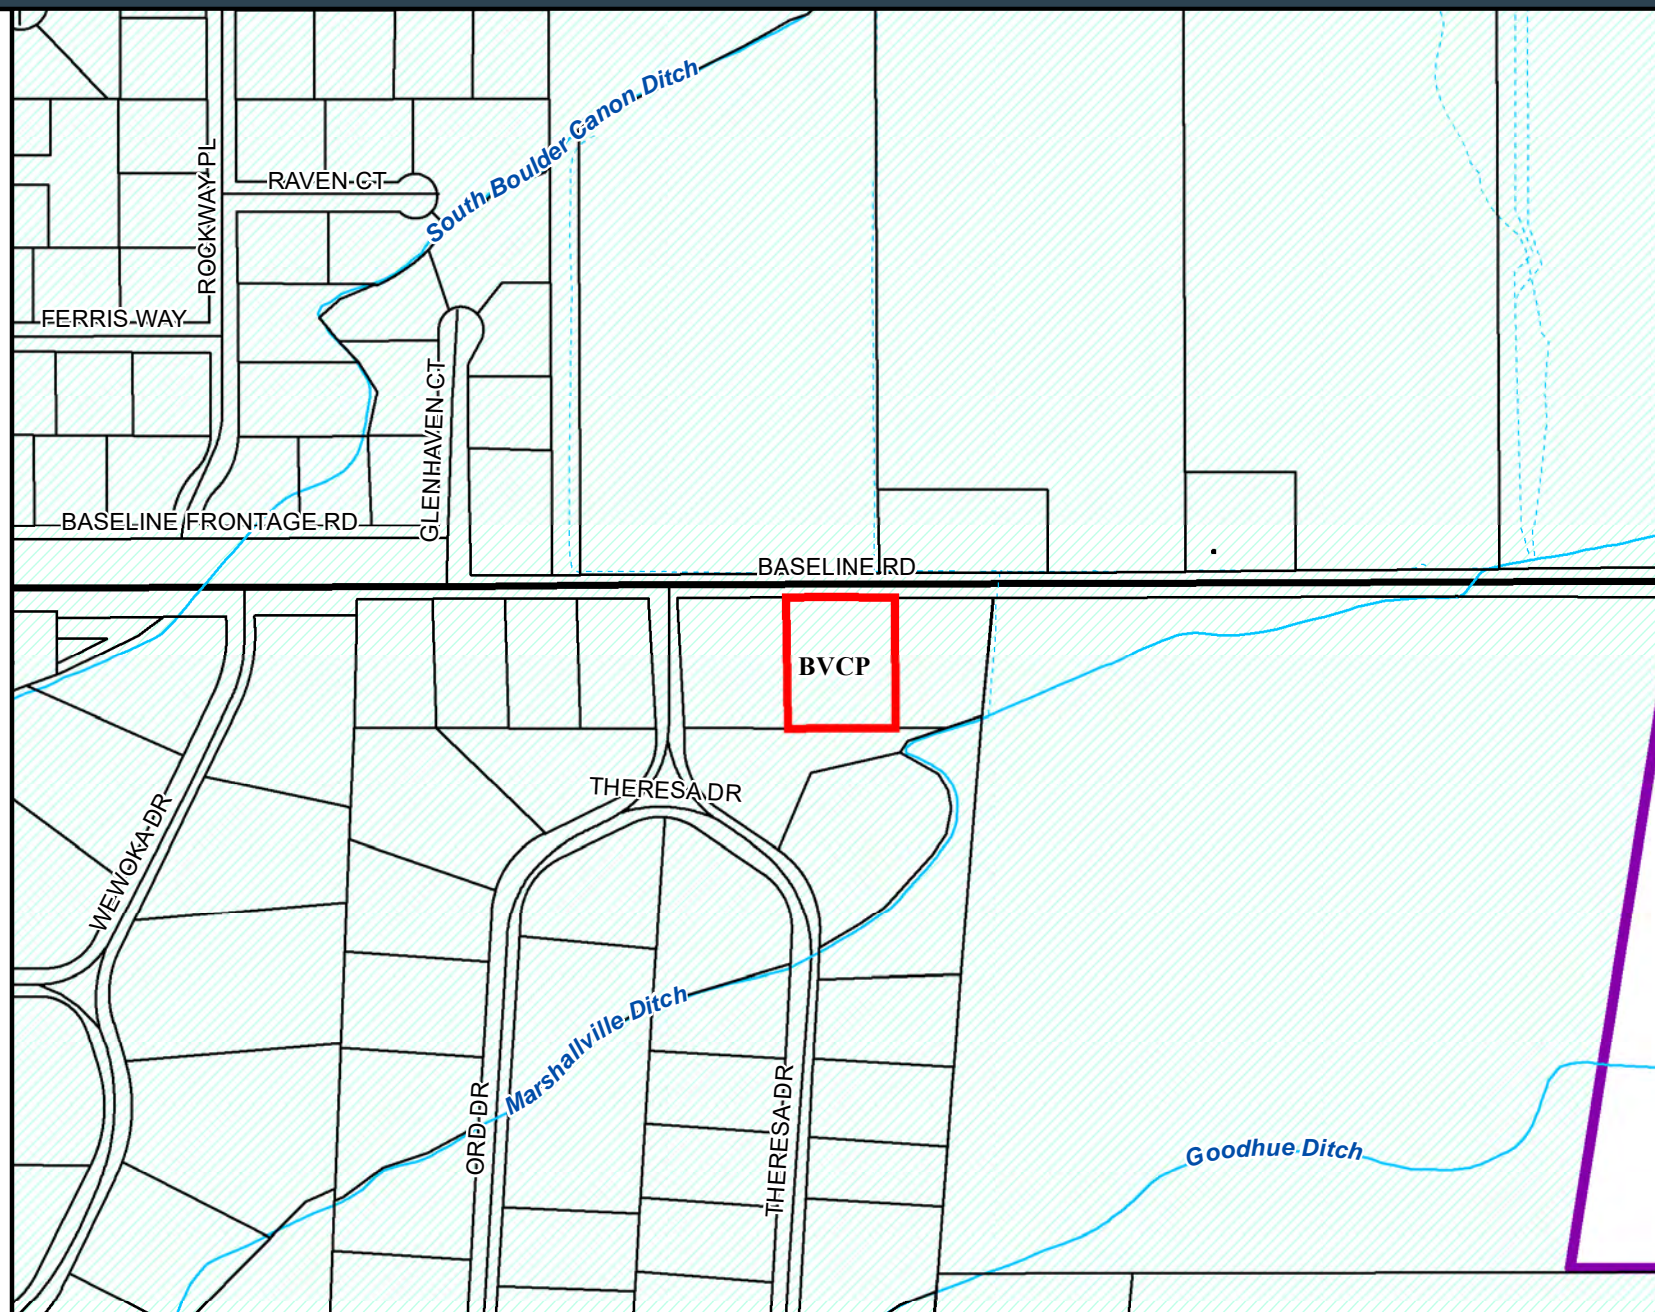 South Boulder Canon Ditch
ROCKWAY PL
RAVEN CT
FERRIS WAY
GLENHAVEN CT
BASELINE FRONTAGE RD
BASELINE RD
BVCP
THERESA DR
WEWOKA DR
Marshallville Ditch
ORD DR
THERESA DR
Goodhue Ditch